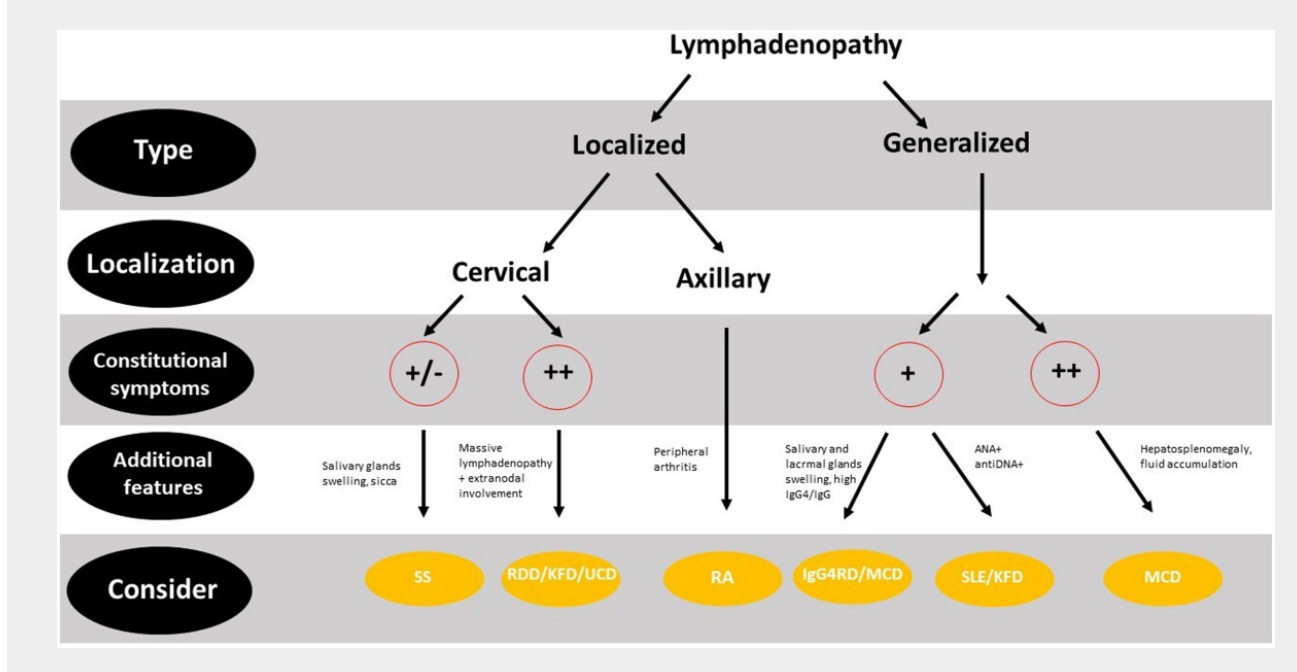 Lymphadenopathy
Type
Localized
Generalized
Localization
Cervical
Axillary
Constitutional
symptoms
+/-
++
+
++
Additional
features
Salivary glands
swelling, sicca
Massive
lymphadenopathy
+ extranodal
involvement
Peripheral
arthritis
Salivary and
lacrmal glands
swelling, high
IgG4/IgG
ANA+
antiDNA+
Hepatosplenomegaly,
fluid accumulation
Consider
SS
RDD/KFD/UCD
RA
IgG4RD/MCD
SLE/KFD
MCD